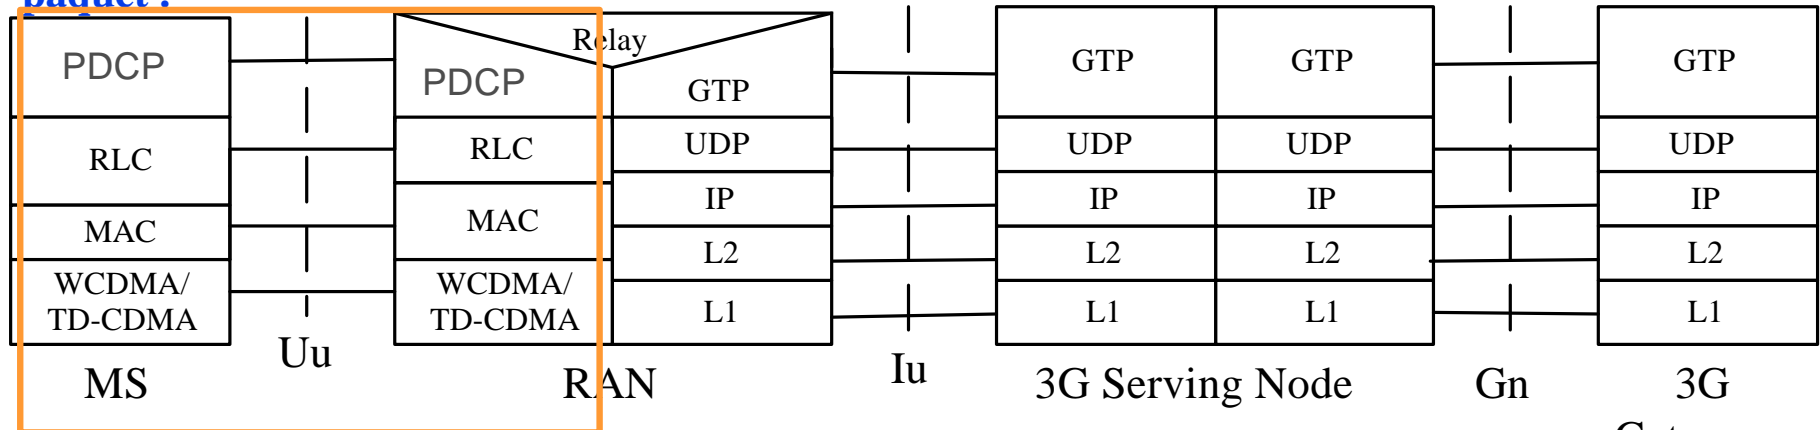 paquet :
PDCP
RLC
MAC
WCDMA/
TD-CDMA
MS
Uu
Relay
PDCP
RLC
MAC
WCDMA/
TD-CDMA
GTP
UDP
IP
L2
L1
RAN
Iu
GTP
UDP
IP
L2
L1
GTP
UDP
IP
L2
L1
3G Serving Node
Gn
GTP
UDP
IP
L2
L1
3G